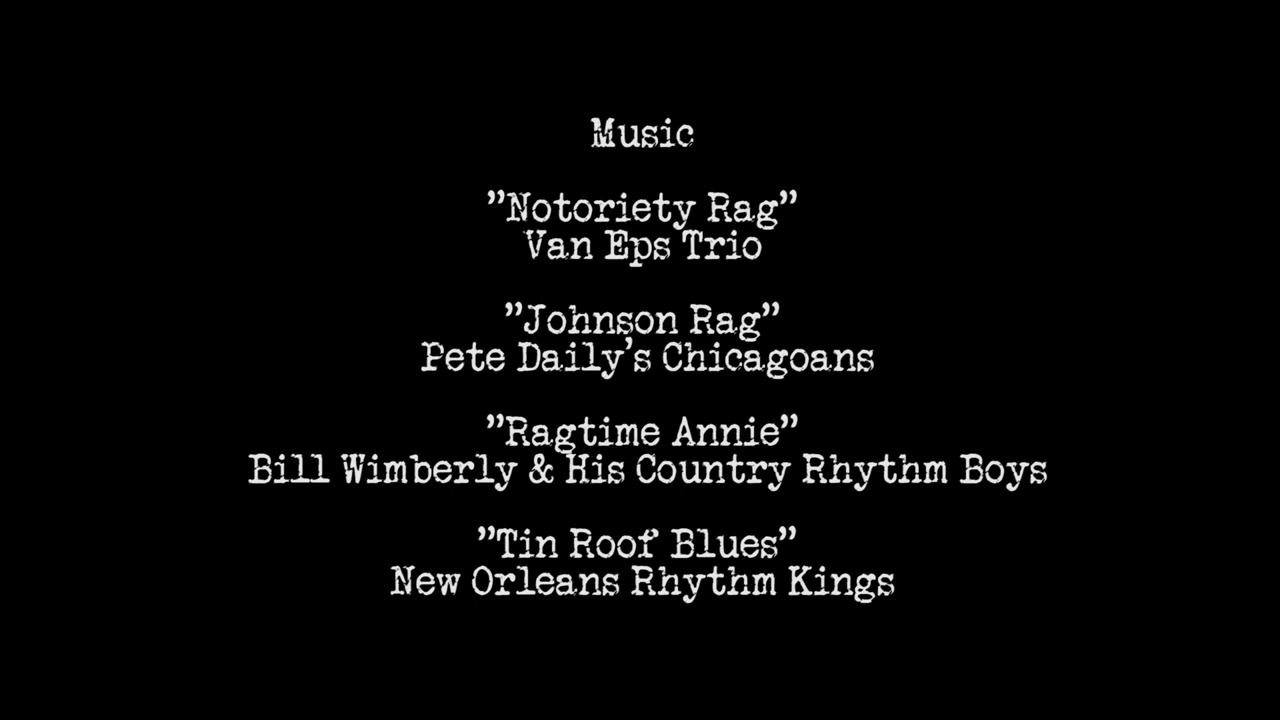 Music
”Notoriety Rag”
Van Eps Trio
”Johnson Rag”
Pete Daily’s Chicagoans
”Ragtime Annie”
Bill Wimberly & His Country Rhythm Boys
”Tin Roof Blues”
New Orleans Rhythm Kings